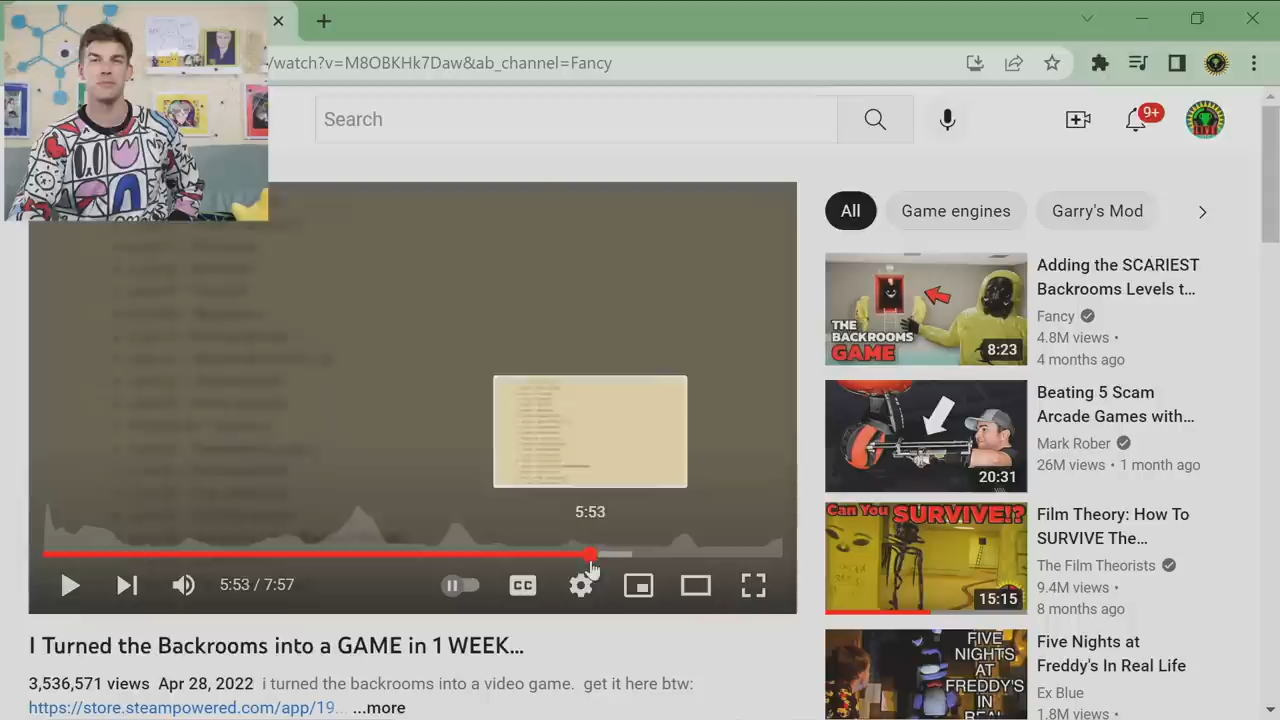 /watch?v=M8OBKHk7Daw&ab_channel=Fancy
Search
9+
LIVE
All
Game engines
Garry's Mod
THE
BACKROOMS
GAME
8:23
Adding the SCARIEST
Backrooms Levels t...
Fancy
4.8M views •
4 months ago
20:31
Beating 5 Scam
Arcade Games with...
Mark Rober
26M views • 1 month ago
Can You SURVIVE!?
15:15
Film Theory: How To
SURVIVE The...
The Film Theorists
9.4M views •
8 months ago
FIVE
NIGHTS
AT
FREDDY'S
IN
REAL
Five Nights at
Freddy's In Real Life
Ex Blue
1.8M views •
5:53
5:53 / 7:57
CC
I Turned the Backrooms into a GAME in 1 WEEK...
3,536,571 views Apr 28, 2022 i turned the backrooms into a video game. get it here btw:
https://store.steampowered.com/app/19... ...more